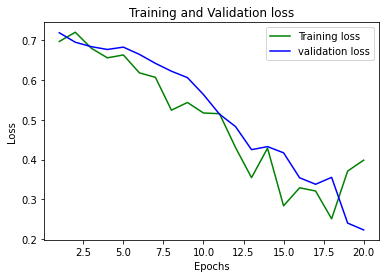 Training and Validation loss
Training loss
validation loss
Loss
0.7
0.6
0.5
0.4
0.3
0.2
2.5 5.0 7.5 10.0 12.5 15.0 17.5 20.0
Epochs